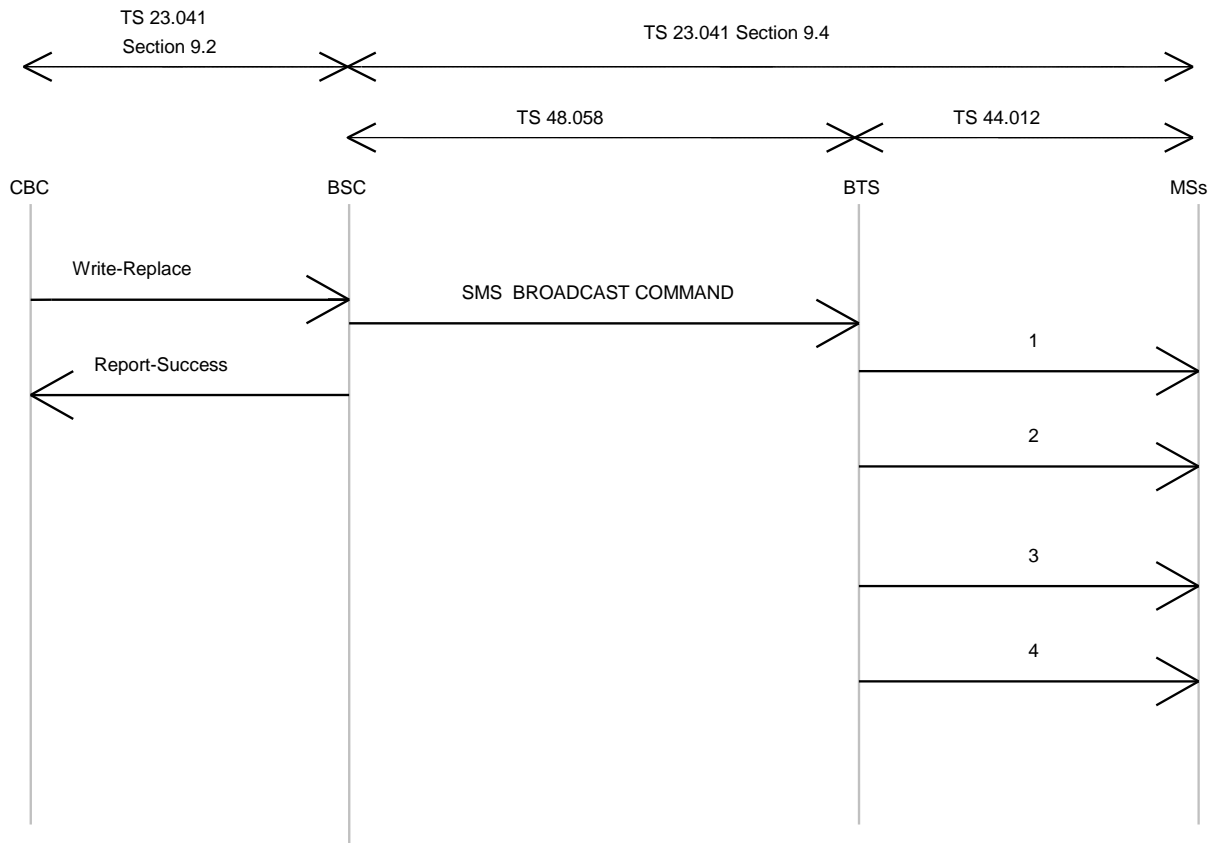 TS 23.041
Section 9.2
TS 23.041 Section 9.4
TS 48.058
TS 44.012
CBC
BSC
BTS
MSs
Write-Replace
SMS BROADCAST COMMAND
1
Report-Success
2
3
4